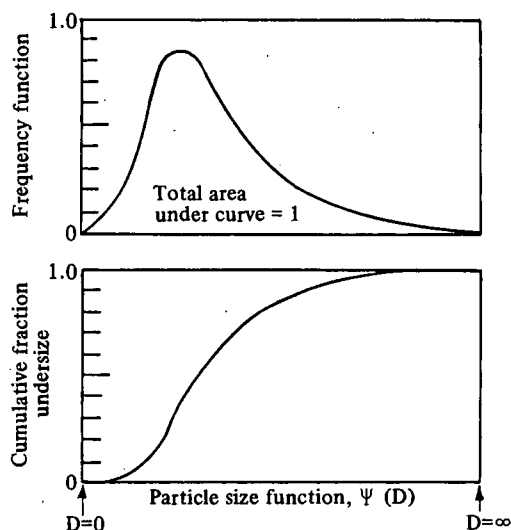 1.0
Frequency function
Total area
under curve = 1
0
1.0
Cumulative fraction
undersize
0
Particle size function, Ψ (D)
D=0
D=∞